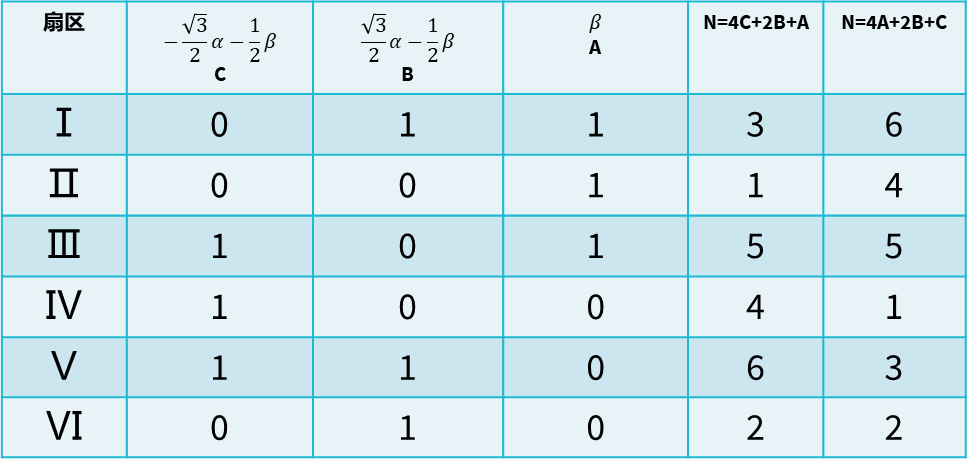 扇区 $-\frac{\sqrt{3}}{2}\alpha-\frac{1}{2}\beta$ C $\frac{\sqrt{3}}{2}\alpha-\frac{1}{2}\beta$ B $\beta$ A N=4C+2B+A N=4A+2B+C
Ⅰ 0 1 1 3 6
Ⅱ 0 0 1 1 4
Ⅲ 1 0 1 5 5
Ⅳ 1 0 0 4 1
Ⅴ 1 1 0 6 3
Ⅵ 0 1 0 2 2